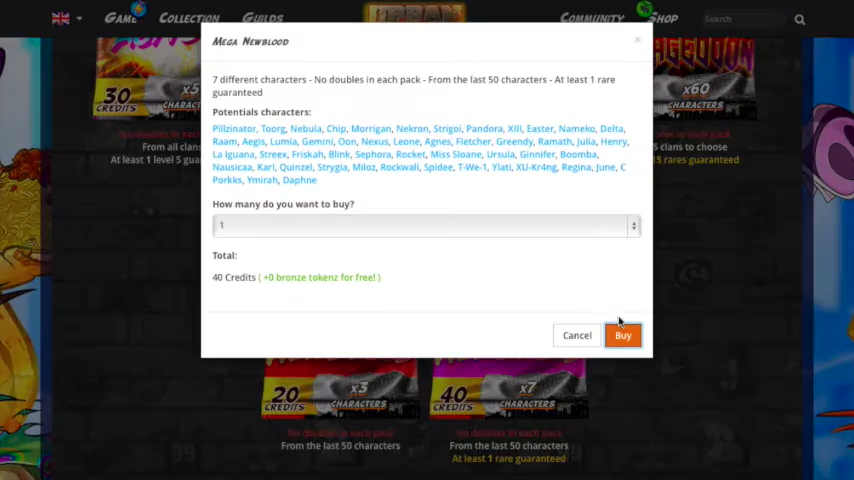 GAME COLLECTION GUILDS URBAN COMMUNITY SHOP Search
MEGA NEWBLOOD ×
7 different characters - No doubles in each pack - From the last 50 characters - At least 1 rare
guaranteed
Potentials characters:
Pillzinator, Toorg, Nebula, Chip, Morrigan, Nekron, Strigoi, Pandora, XIII, Easter, Nameko, Delta,
Raam, Aegis, Lumia, Gemini, Oon, Nexus, Leone, Agnes, Fletcher, Greendy, Ramath, Julia, Henry,
La Iguana, Streex, Friskah, Blink, Sephora, Rocket, Miss Sloane, Ursula, Ginnifer, Boomba,
Nausicaa, Karl, Quinzel, Strygia, Miloz, Rockwall, Spidee, T-We-1, Ylati, XU-Kr4ng, Regina, June, C
Porkks, Ymirah, Daphne
How many do you want to buy?
1
Total:
40 Credits ( +0 bronze tokenz for free! )
Cancel Buy
30 CREDITS x5
x60
CHARACTERS
No doubles in each
From all clans
clans to choose
At least 1 level 5 gua
15 rares guaranteed
20 CREDITS x3 CHARACTERS
40 CREDITS x7 CHARACTERS
No doubles in each pack No doubles in each pack
From the last 50 characters From the last 50 characters
At least 1 rare guaranteed